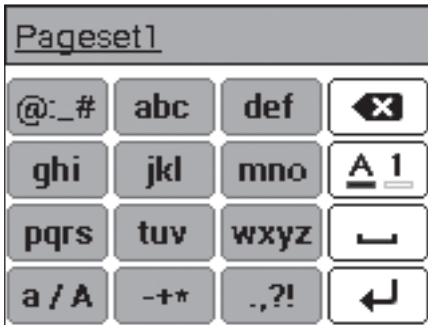 Pageset1
@:_# abc def
ghi jkl mno A 1
pqrs tuv wxyz
a / A -+* .,?!